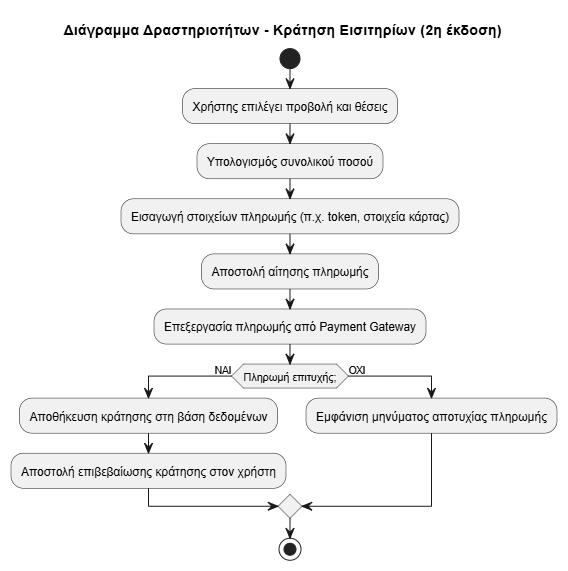 Διάγραμμα Δραστηριοτήτων - Κράτηση Εισιτηρίων (2η έκδοση)
Χρήστης επιλέγει προβολή και θέσεις
Υπολογισμός συνολικού ποσού
Εισαγωγή στοιχείων πληρωμής (π.χ. token, στοιχεία κάρτας)
Αποστολή αίτησης πληρωμής
Επεξεργασία πληρωμής από Payment Gateway
ΝΑΙ
Πληρωμή επιτυχής;
ΟΧΙ
Αποθήκευση κράτησης στη βάση δεδομένων
Εμφάνιση μηνύματος αποτυχίας πληρωμής
Αποστολή επιβεβαίωσης κράτησης στον χρήστη